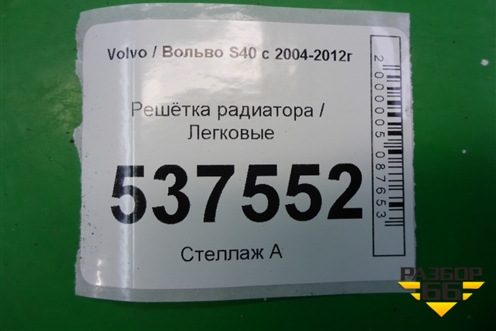 Volvo / Вольво S40 с 2004-2012г
Решётка радиатора /
Легковые
537552
Стеллаж А
2000005087653
РАЗБОР
66